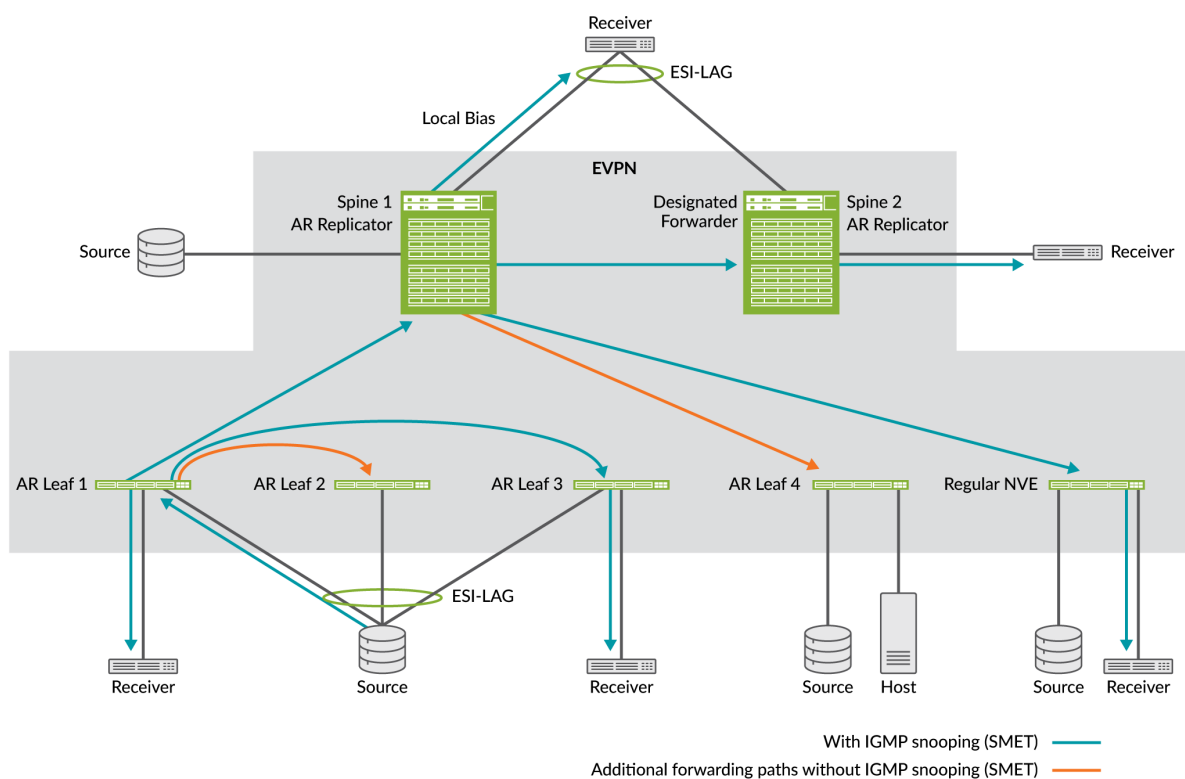 Receiver
ESI-LAG
Local Bias
EVPN
Spine 1
AR Replicator
Designated
Forwarder
Spine 2
AR Replicator
Source
Receiver
AR Leaf 1
AR Leaf 2
AR Leaf 3
AR Leaf 4
Regular NVE
ESI-LAG
Receiver
Source
Receiver
Source
Host
Source
Receiver
With IGMP snooping (SMET)
Additional forwarding paths without IGMP snooping (SMET)